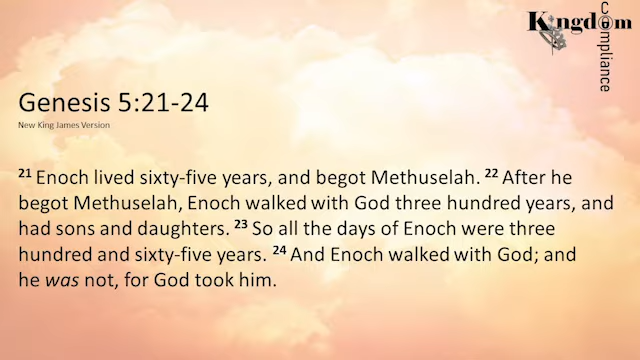 Kingdom
Compliance
Genesis 5:21-24
New King James Version
21 Enoch lived sixty-five years, and begot Methuselah. 22 After he
begot Methuselah, Enoch walked with God three hundred years, and
had sons and daughters. 23 So all the days of Enoch were three
hundred and sixty-five years. 24 And Enoch walked with God; and
he was not, for God took him.